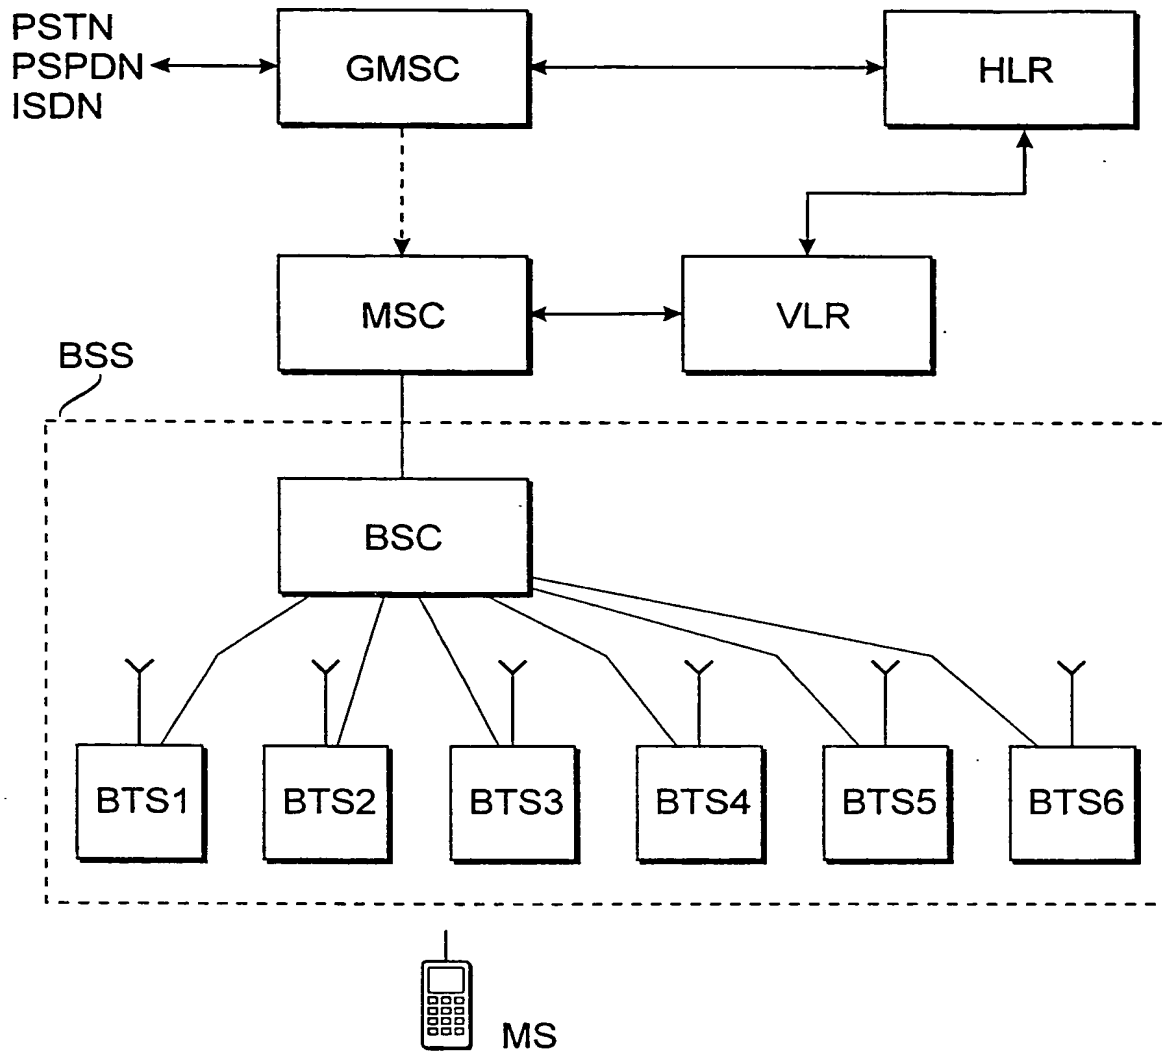 PSTN
PSPDN
ISDN
GMSC
HLR
MSC
VLR
BSS
BSC
BTS1
BTS2
BTS3
BTS4
BTS5
BTS6
MS